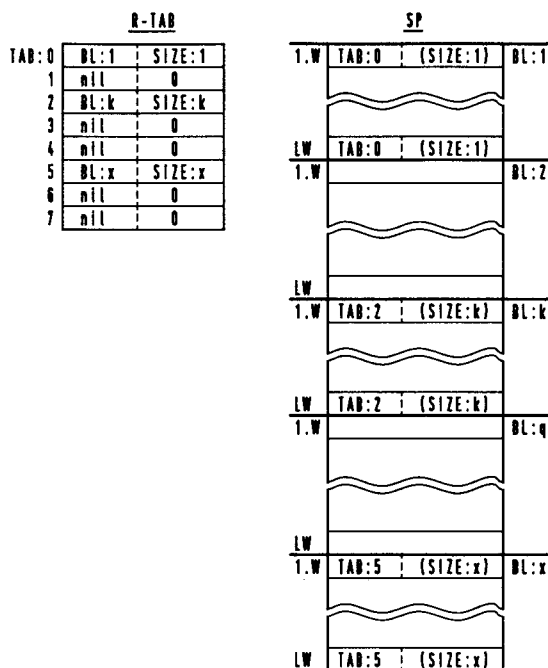 R-TAB
TAB:0 BL:1 SIZE:1
1 nil 0
2 BL:k SIZE:k
3 nil 0
4 nil 0
5 BL:x SIZE:x
6 nil 0
7 nil 0
SP
1.W TAB:0 (SIZE:1) BL:1
LW TAB:0 (SIZE:1)
1.W BL:2
LW
1.W TAB:2 (SIZE:k) BL:k
LW TAB:2 (SIZE:k)
1.W BL:q
LW
1.W TAB:5 (SIZE:x) BL:x
LW TAB:5 (SIZE:x)